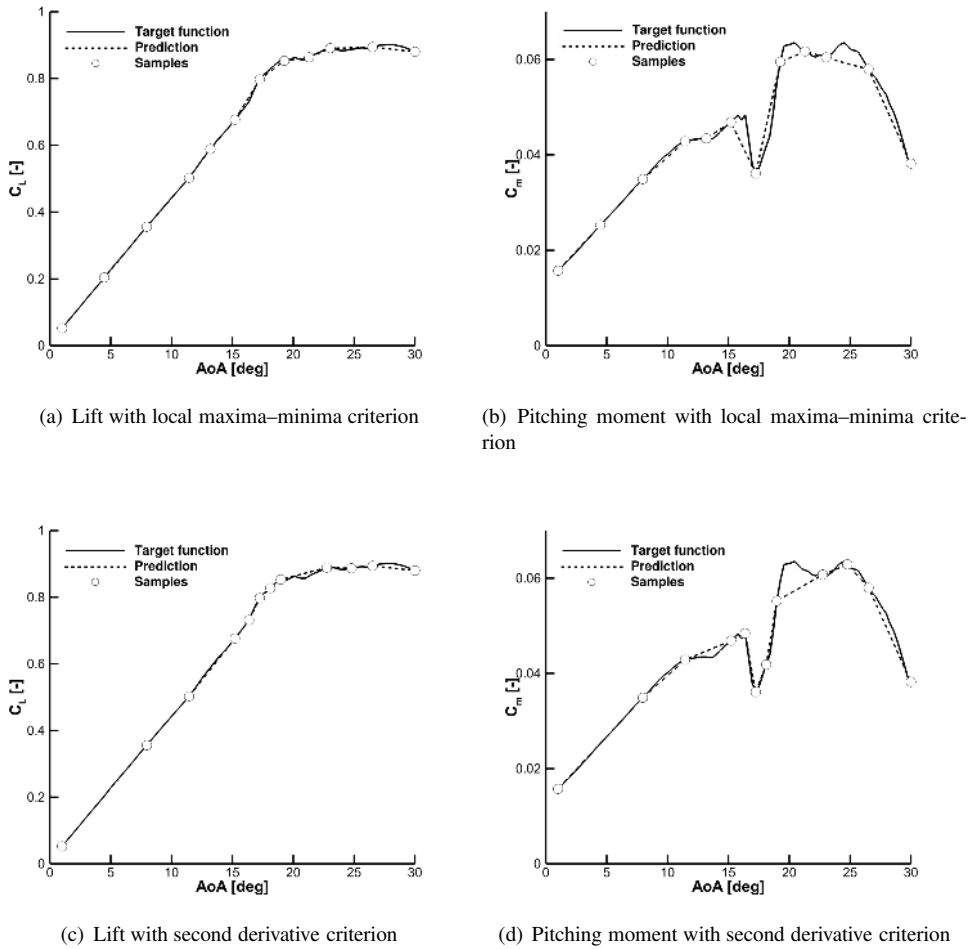 1
Target function
Prediction
Samples
0.8
0.6
C_L [-]
0.4
0.2
0
0 5 10 15 20 25 30
AoA [deg]
(a) Lift with local maxima–minima criterion
Target function
Prediction
Samples
0.06
0.04
C_m [-]
0.02
0
0 5 10 15 20 25 30
AoA [deg]
(b) Pitching moment with local maxima–minima crite-
rion
1
Target function
Prediction
Samples
0.8
0.6
C_L [-]
0.4
0.2
0
0 5 10 15 20 25 30
AoA [deg]
(c) Lift with second derivative criterion
Target function
Prediction
Samples
0.06
0.04
C_m [-]
0.02
0
0 5 10 15 20 25 30
AoA [deg]
(d) Pitching moment with second derivative criterion